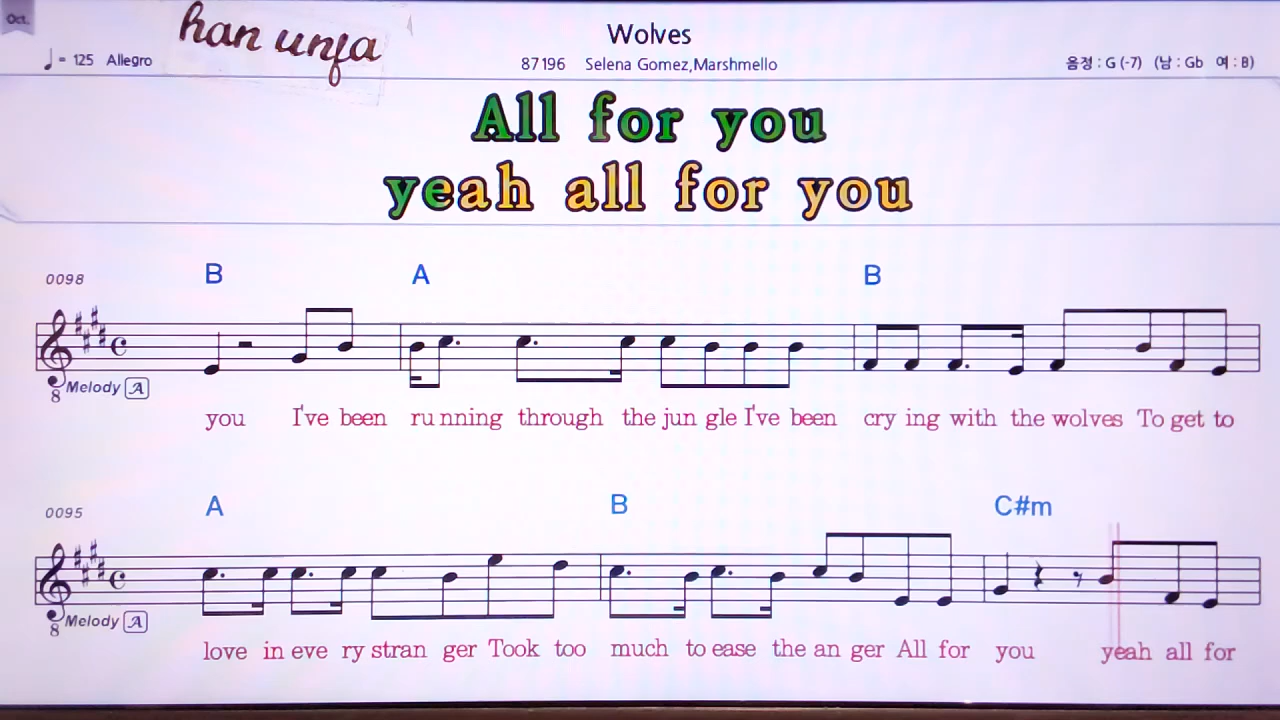 Oct.
han unfa
Wolves
♩= 125 Allegro
87196 Selena Gomez,Marshmello
음정 : G (-7) (남 : Gb 여 : B)
All for you
yeah all for you
0098
B A B
8 Melody A
you I've been ru nning through the jun gle I've been cry ing with the wolves To get to
0095
A B C#m
8 Melody A
love in eve ry stran ger Took too much to ease the an ger All for you yeah all for